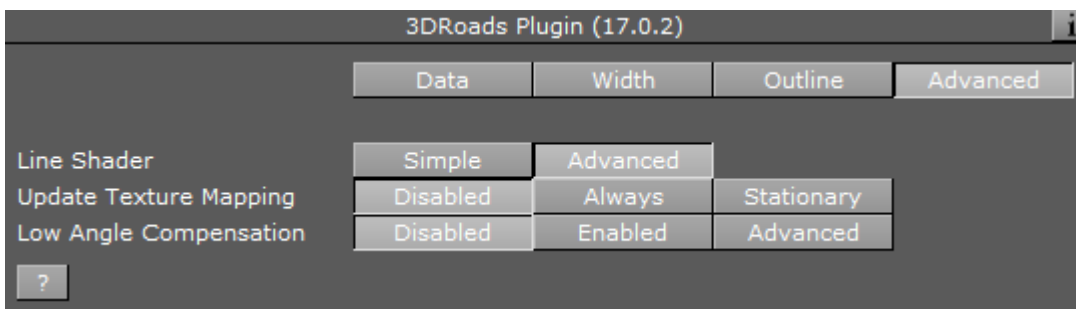 3DRoads Plugin (17.0.2) i
Data Width Outline Advanced
Line Shader Simple Advanced
Update Texture Mapping Disabled Always Stationary
Low Angle Compensation Disabled Enabled Advanced
?